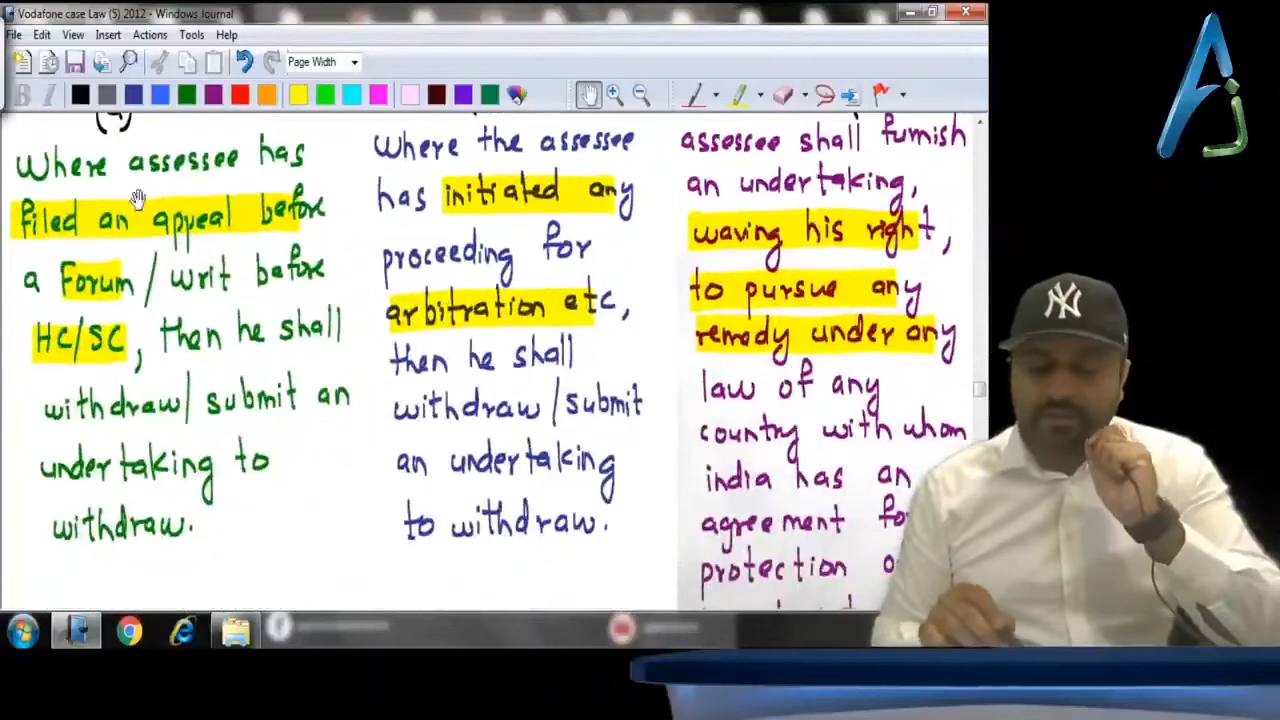 Vodafone case Law (5) 2012 - Windows Journal
File Edit View Insert Actions Tools Help
Page Width
B I
Where assessee has
filed an appeal before
a Forum/writ before
HC/SC, then he shall
withdraw/submit an
undertaking to
withdraw.
Where the assessee
has initiated any
proceeding for
arbitration etc,
then he shall
withdraw/submit
an undertaking
to withdraw.
assessee shall furnish
an undertaking,
waving his right,
to pursue any
remedy under any
law of any
country with whom
india has an
agreement
protection
NY